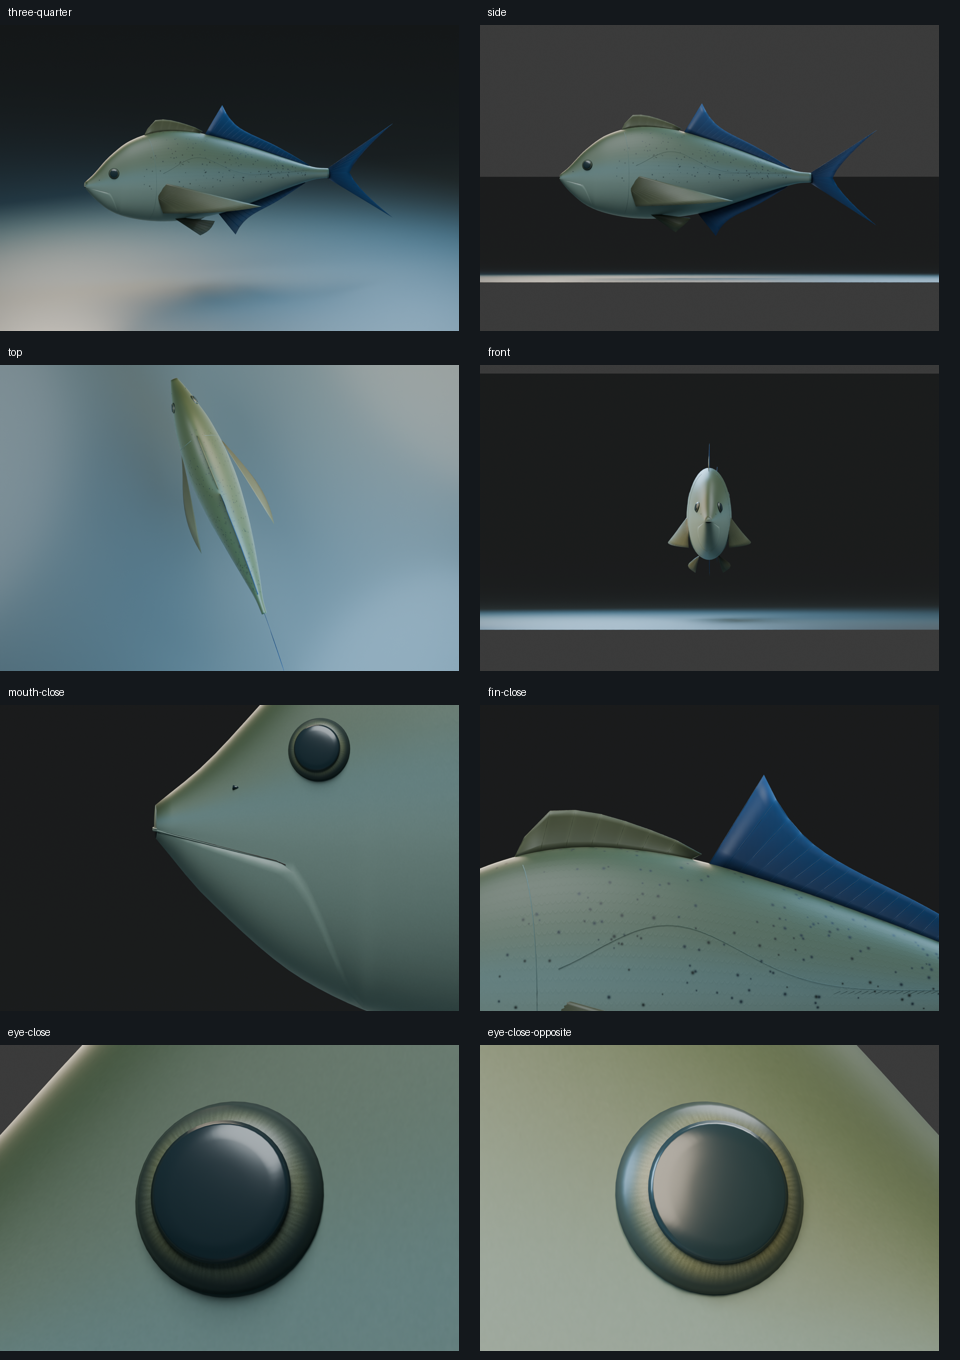 three-quarter
side
top
front
mouth-close
fin-close
eye-close
eye-close-opposite